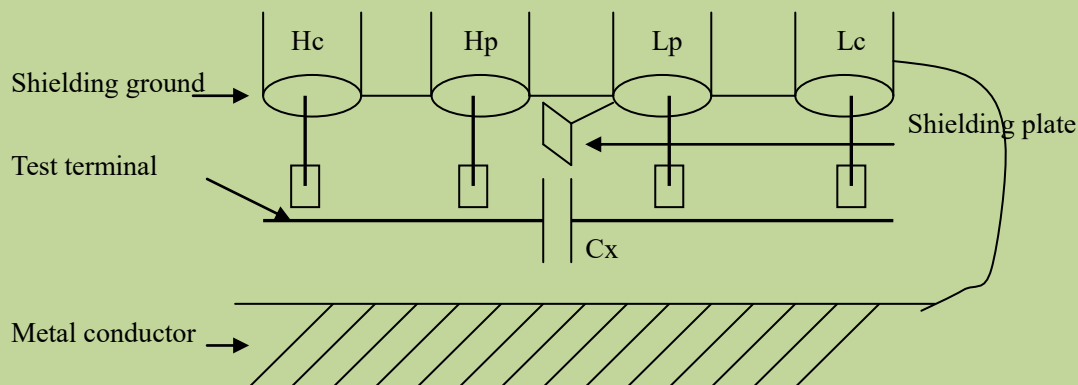 Hc
Hp
Lp
Lc
Shielding ground
Shielding plate
Test terminal
Cx
Metal conductor